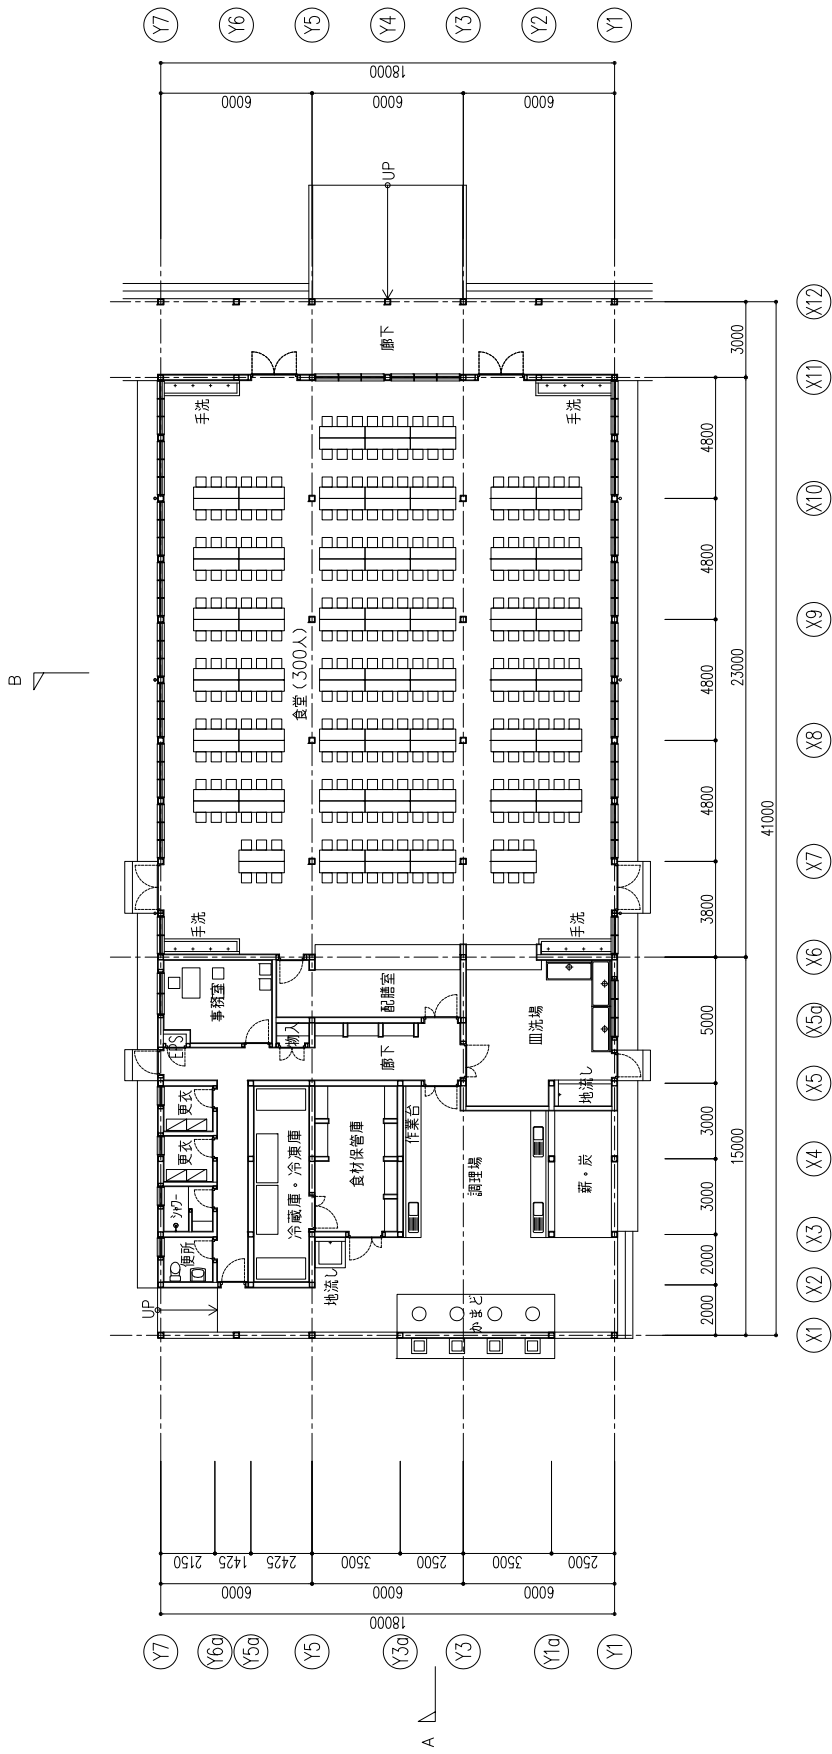 Y7
Y6
Y5
Y4
Y3
Y2
Y1
18000
6000
6000
6000
UP
X12
廊下
3000
X11
手洗
手洗
4800
X10
4800
X9
食堂（300人）
B
4800
23000
X8
4800
41000
X7
3800
手洗
手洗
X6
事務室
配膳室
皿洗場
5000
X5a
EPS
物入
廊下
地流し
X5
更衣
作業台
3000
更衣
冷蔵庫・冷凍庫
食材保管庫
調理場
薪・炭
15000
X4
シャワー
3000
X3
便所
地流し
2000
X2
UP
かまど
2000
X1
2150
1425
2425
3500
2500
3500
2500
6000
6000
6000
18000
Y7
Y6a
Y5a
Y5
Y3a
Y3
Y1a
Y1
A